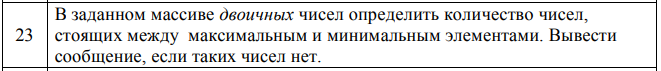 23
В заданном массиве двоичных чисел определить количество чисел,
стоящих между максимальным и минимальным элементами. Вывести
сообщение, если таких чисел нет.